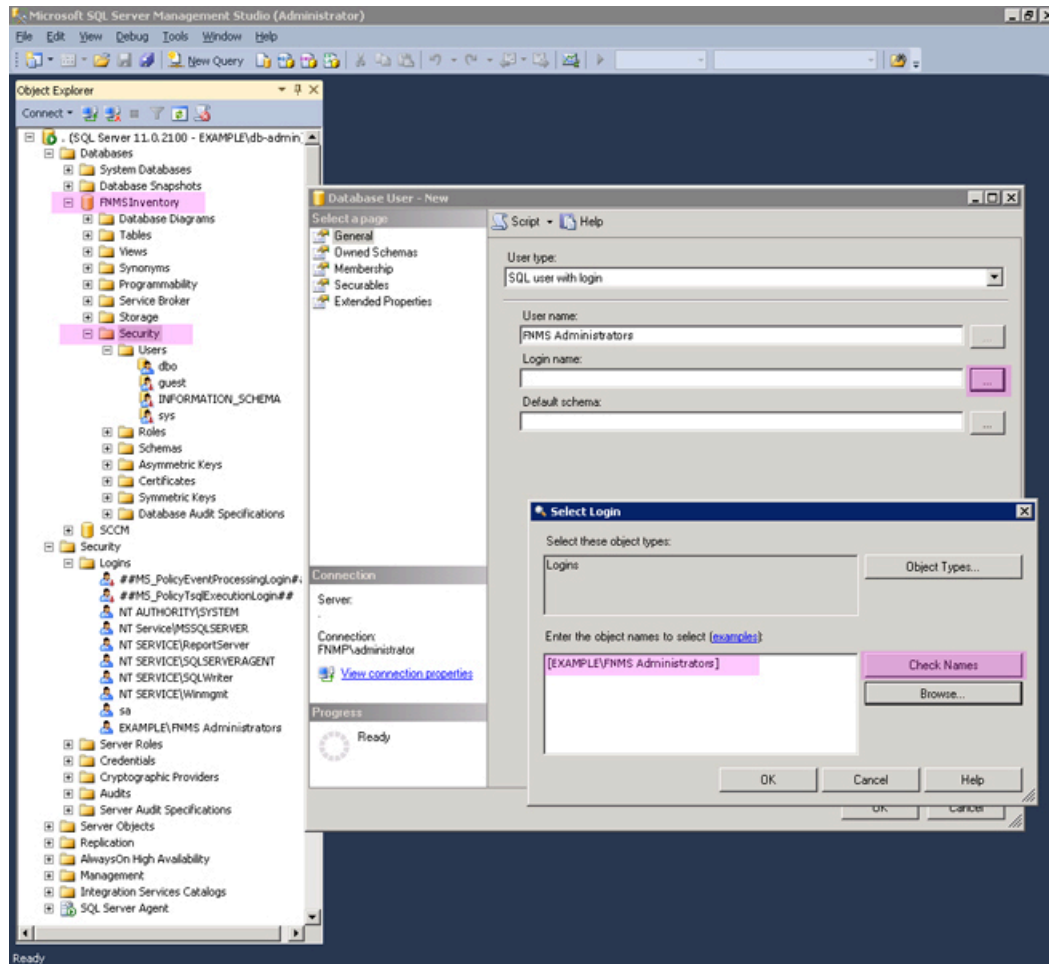 Microsoft SQL Server Management Studio (Administrator)
File Edit View Debug Tools Window Help
New Query
Object Explorer
Connect
. (SQL Server 11.0.2100 - EXAMPLE\db-admin
Databases
System Databases
Database Snapshots
FNMSInventory
Database Diagrams
Tables
Views
Synonyms
Programmability
Service Broker
Storage
Security
Users
dbo
guest
INFORMATION_SCHEMA
sys
Roles
Schemas
Asymmetric Keys
Certificates
Symmetric Keys
Database Audit Specifications
SCCM
Security
Logins
##MS_PolicyEventProcessingLogin#
##MS_PolicyTsqlExecutionLogin##
NT AUTHORITY\SYSTEM
NT Service\MSSQLSERVER
NT SERVICE\ReportServer
NT SERVICE\SQLSERVERAGENT
NT SERVICE\SQLWriter
NT SERVICE\Winmgmt
sa
EXAMPLE\FNMS Administrators
Server Roles
Credentials
Cryptographic Providers
Audits
Server Audit Specifications
Server Objects
Replication
AlwaysOn High Availability
Management
Integration Services Catalogs
SQL Server Agent
Ready
Database User - New
Select a page
General
Owned Schemas
Membership
Securables
Extended Properties
Connection
Server:
.
Connection:
FNMP\administrator
View connection properties
Progress
Ready
Script Help
User type:
SQL user with login
User name:
FNMS Administrators
...
Login name:
...
Default schema:
...
OK Cancel
Select Login
Select these object types:
Logins
Object Types...
Enter the object names to select (examples):
[EXAMPLE\FNMS Administrators]
Check Names
Browse...
OK Cancel Help